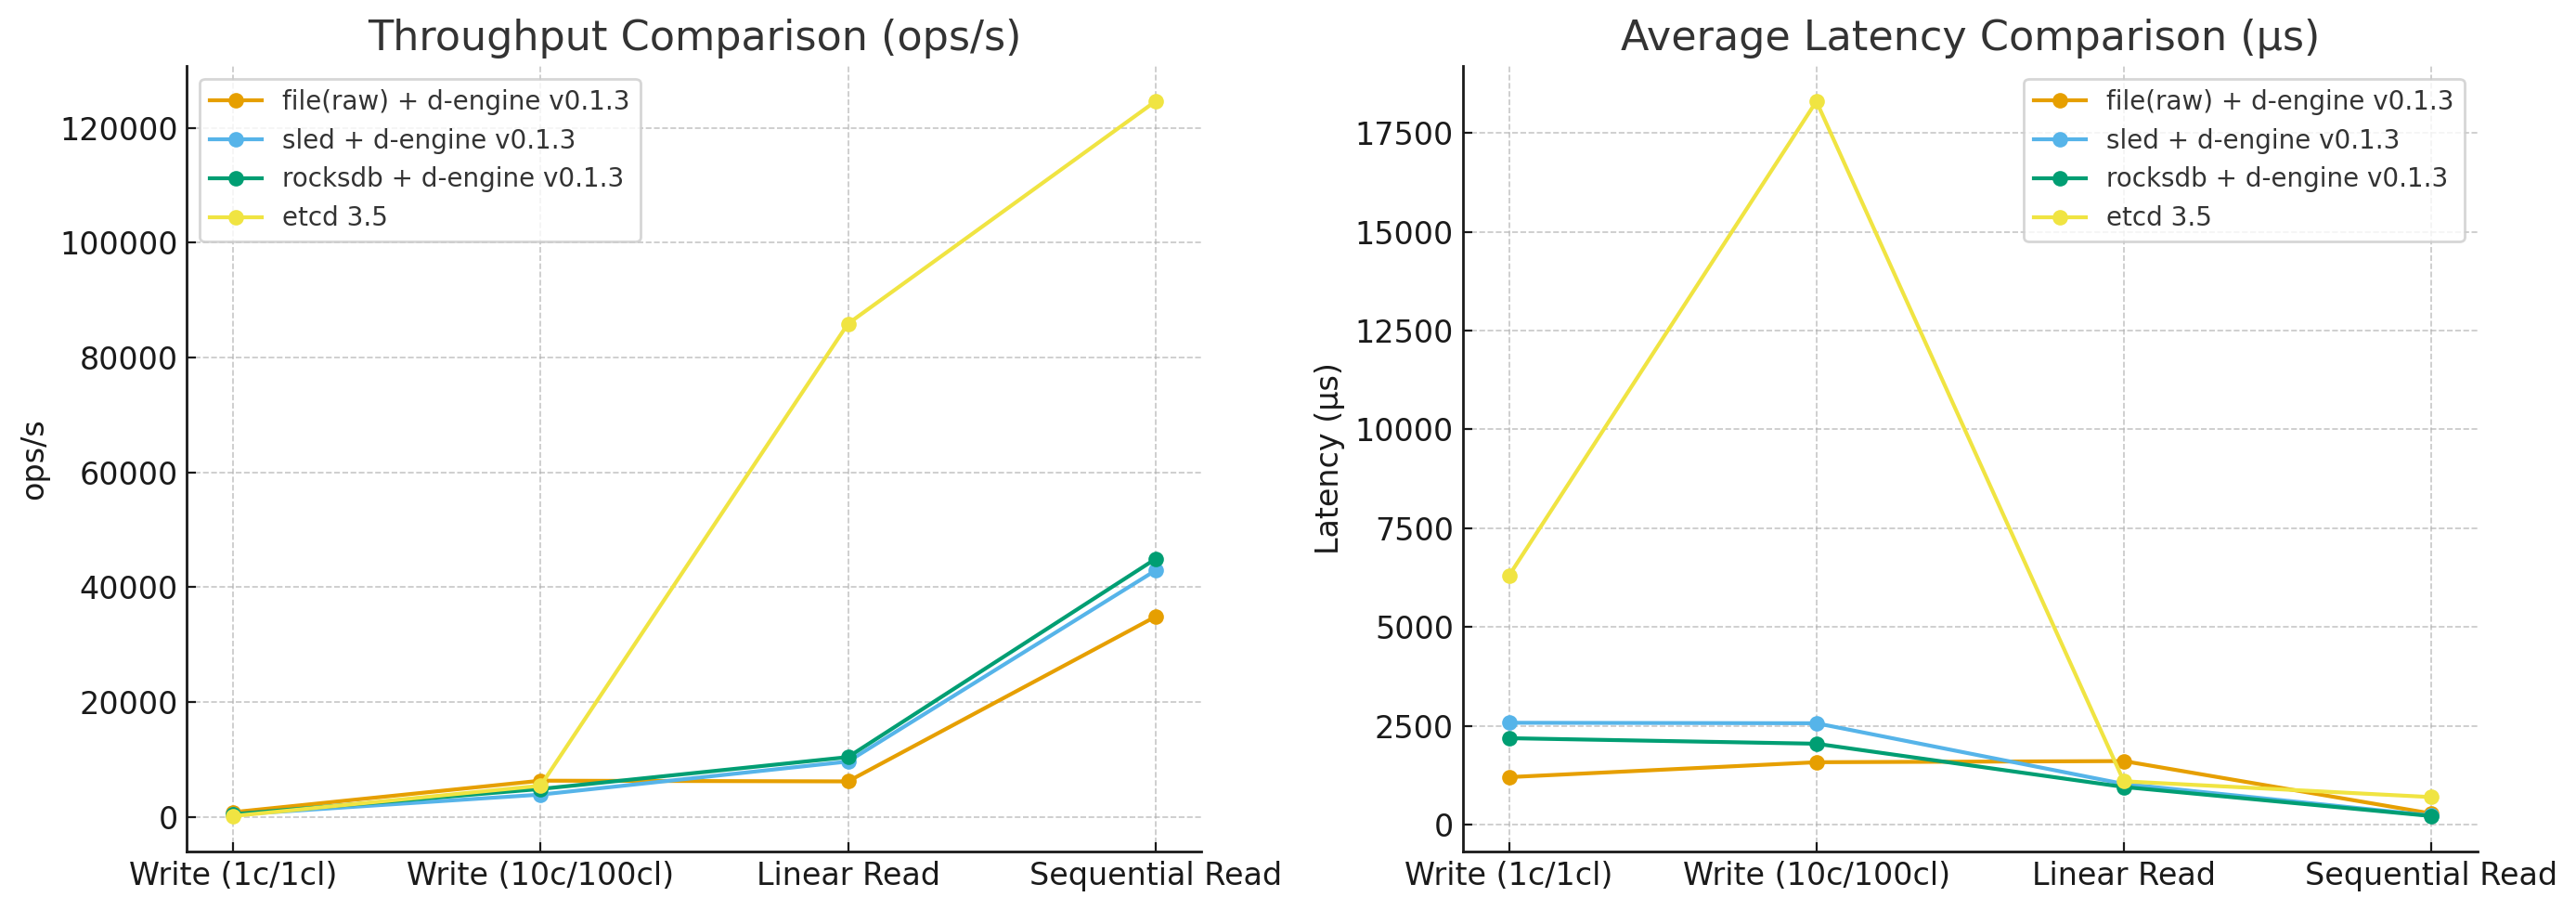 Throughput Comparison (ops/s)
file(raw) + d-engine v0.1.3
sled + d-engine v0.1.3
rocksdb + d-engine v0.1.3
etcd 3.5
120000
100000
80000
60000
40000
20000
0
ops/s
Write (1c/1cl)
Write (10c/100cl)
Linear Read
Sequential Read
Average Latency Comparison (μs)
file(raw) + d-engine v0.1.3
sled + d-engine v0.1.3
rocksdb + d-engine v0.1.3
etcd 3.5
17500
15000
12500
10000
7500
5000
2500
0
Latency (μs)
Write (1c/1cl)
Write (10c/100cl)
Linear Read
Sequential Read